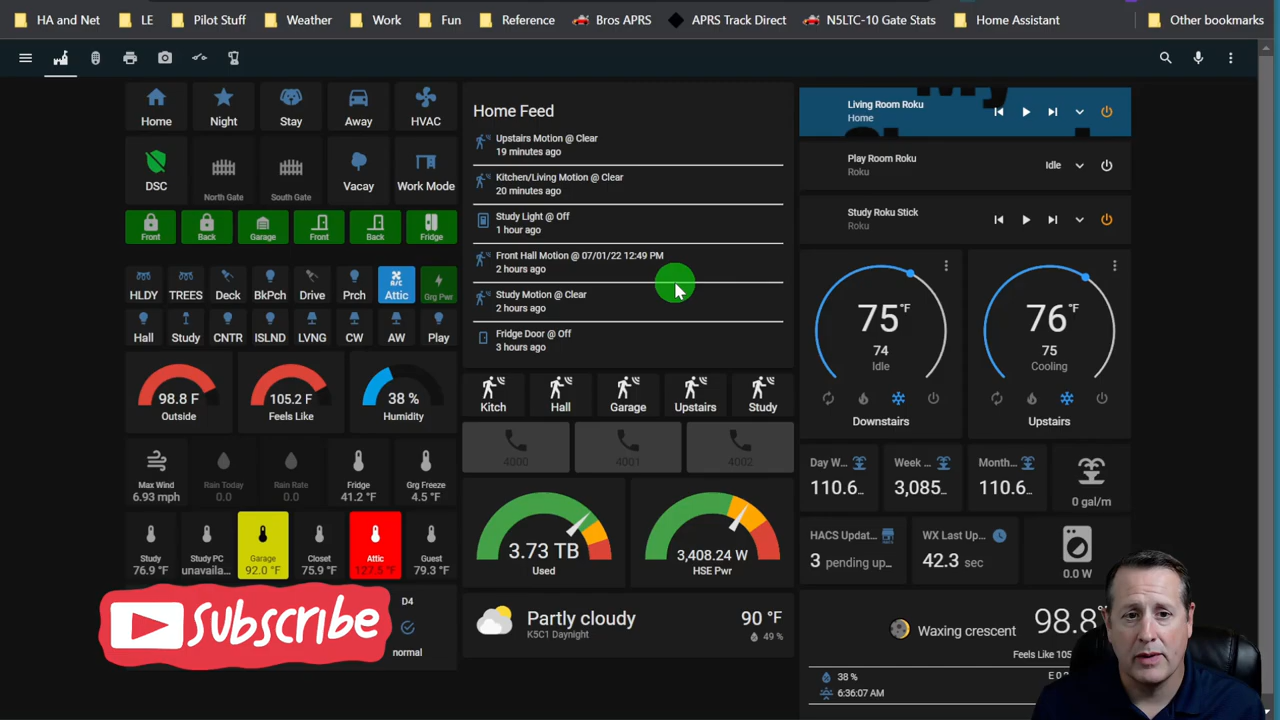 HA and Net LE Pilot Stuff Weather Work Fun Reference Bros APRS APRS Track Direct N5LTC-10 Gate Stats Home Assistant Other bookmarks
Home Night Stay Away HVAC
DSC North Gate South Gate Vacay Work Mode
Front Back Garage Front Back Fridge
HLDY TREES Deck BkPch Drive Prch Attic Grg Pwr
Hall Study CNTR ISLND LVNG CW AW Play
98.8 F 105.2 F 38 %
Outside Feels Like Humidity
Max Wind Rain Today Rain Rate Fridge Grg Freeze
6.93 mph 0.0 0.0 41.2 °F 4.5 °F
Study Study PC Garage Closet Attic Guest
76.9 °F unavaila... 92.0 °F 75.9 °F 127.5 °F 79.3 °F
Subscribe
D4
normal
Home Feed
Upstairs Motion @ Clear
19 minutes ago
Kitchen/Living Motion @ Clear
20 minutes ago
Study Light @ Off
1 hour ago
Front Hall Motion @ 07/01/22 12:49 PM
2 hours ago
Study Motion @ Clear
2 hours ago
Fridge Door @ Off
3 hours ago
Kitch Hall Garage Upstairs Study
4000 4001 4002
3.73 TB 3,408.24 W
Used HSE Pwr
Partly cloudy 90 °F
K5C1 Daynight 49 %
Living Room Roku
Home
Play Room Roku Idle
Roku
Study Roku Stick
Roku
75 °F 76 °F
74 75
Idle Cooling
Downstairs Upstairs
Day W... Week ... Month...
110.6... 3,085... 110.6... 0 gal/m
HACS Updat... WX Last Up...
3 pending up... 42.3 sec 0.0 W
Waxing crescent 98.8
Feels Like 105
38 % E 0
6:36:07 AM